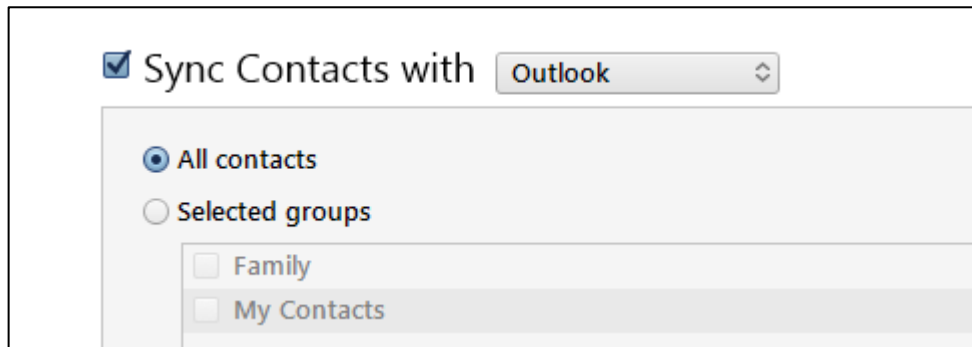 Sync Contacts with Outlook
All contacts
Selected groups
Family
My Contacts